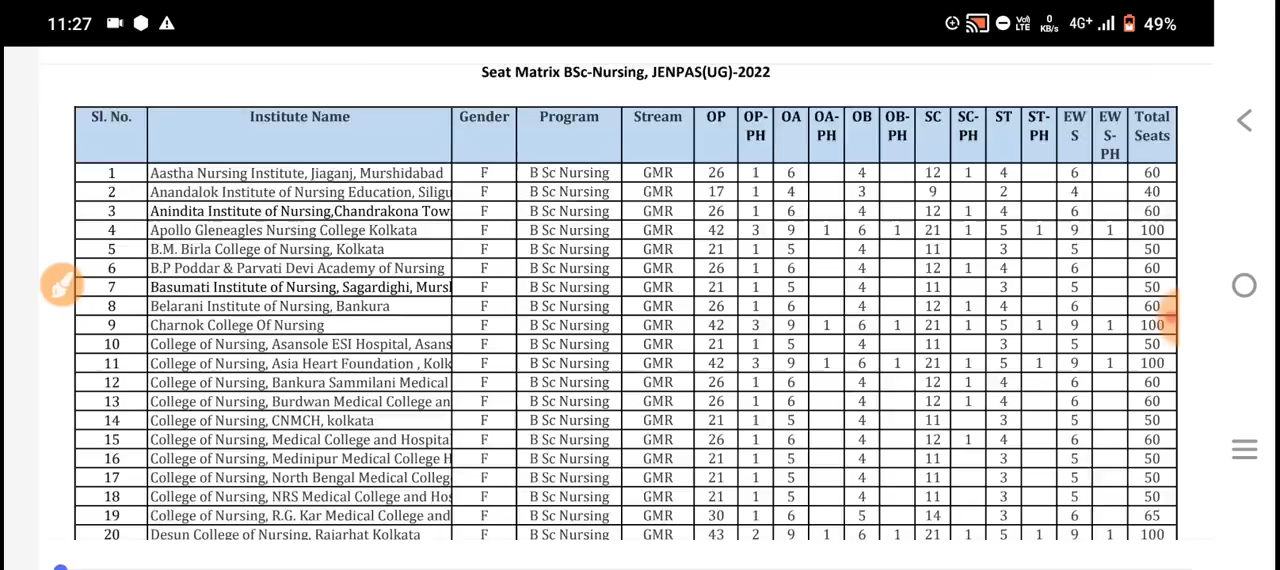 11:27 VoI) LTE 0 KB/s 4G+ 49%
Seat Matrix BSc-Nursing, JENPAS(UG)-2022
Sl. No. Institute Name Gender Program Stream OP OP-PH OA OA-PH OB OB-PH SC SC-PH ST ST-PH EWS EWS-PH Total Seats
1 Aastha Nursing Institute, Jiaganj, Murshidabad F B Sc Nursing GMR 26 1 6 4 12 1 4 6 60
2 Anandalok Institute of Nursing Education, Siligu F B Sc Nursing GMR 17 1 4 3 9 2 4 40
3 Anindita Institute of Nursing,Chandrakona Tow F B Sc Nursing GMR 26 1 6 4 12 1 4 6 60
4 Apollo Gleneagles Nursing College Kolkata F B Sc Nursing GMR 42 3 9 1 6 1 21 1 5 1 9 1 100
5 B.M. Birla College of Nursing, Kolkata F B Sc Nursing GMR 21 1 5 4 11 3 5 50
6 B.P Poddar & Parvati Devi Academy of Nursing F B Sc Nursing GMR 26 1 6 4 12 1 4 6 60
7 Basumati Institute of Nursing, Sagardighi, Mursl F B Sc Nursing GMR 21 1 5 4 11 3 5 50
8 Belarani Institute of Nursing, Bankura F B Sc Nursing GMR 26 1 6 4 12 1 4 6 60
9 Charnok College Of Nursing F B Sc Nursing GMR 42 3 9 1 6 1 21 1 5 1 9 1 100
10 College of Nursing, Asansole ESI Hospital, Asans F B Sc Nursing GMR 21 1 5 4 11 3 5 50
11 College of Nursing, Asia Heart Foundation , Kolk F B Sc Nursing GMR 42 3 9 1 6 1 21 1 5 1 9 1 100
12 College of Nursing, Bankura Sammilani Medical F B Sc Nursing GMR 26 1 6 4 12 1 4 6 60
13 College of Nursing, Burdwan Medical College an F B Sc Nursing GMR 26 1 6 4 12 1 4 6 60
14 College of Nursing, CNMCH, kolkata F B Sc Nursing GMR 21 1 5 4 11 3 5 50
15 College of Nursing, Medical College and Hospita F B Sc Nursing GMR 26 1 6 4 12 1 4 6 60
16 College of Nursing, Medinipur Medical College H F B Sc Nursing GMR 21 1 5 4 11 3 5 50
17 College of Nursing, North Bengal Medical Colleg F B Sc Nursing GMR 21 1 5 4 11 3 5 50
18 College of Nursing, NRS Medical College and Hos F B Sc Nursing GMR 21 1 5 4 11 3 5 50
19 College of Nursing, R.G. Kar Medical College and F B Sc Nursing GMR 30 1 6 5 14 3 6 65
20 Desun College of Nursing, Rajarhat Kolkata F B Sc Nursing GMR 43 2 9 1 6 1 21 1 5 1 9 1 100